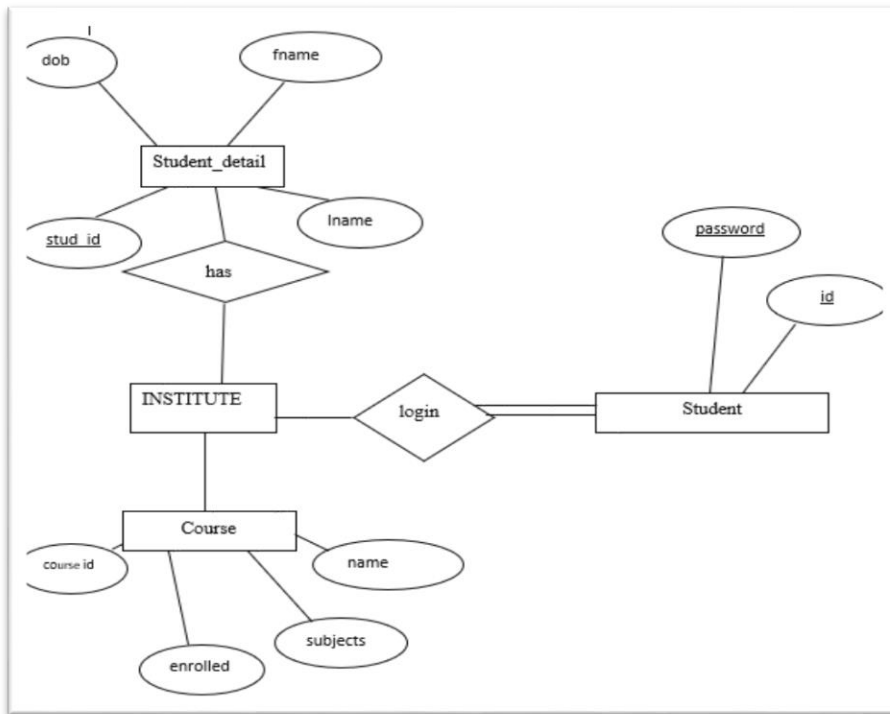 dob
fname
Student_detail
stud_id
lname
has
password
id
INSTITUTE
login
Student
Course
course id
name
subjects
enrolled